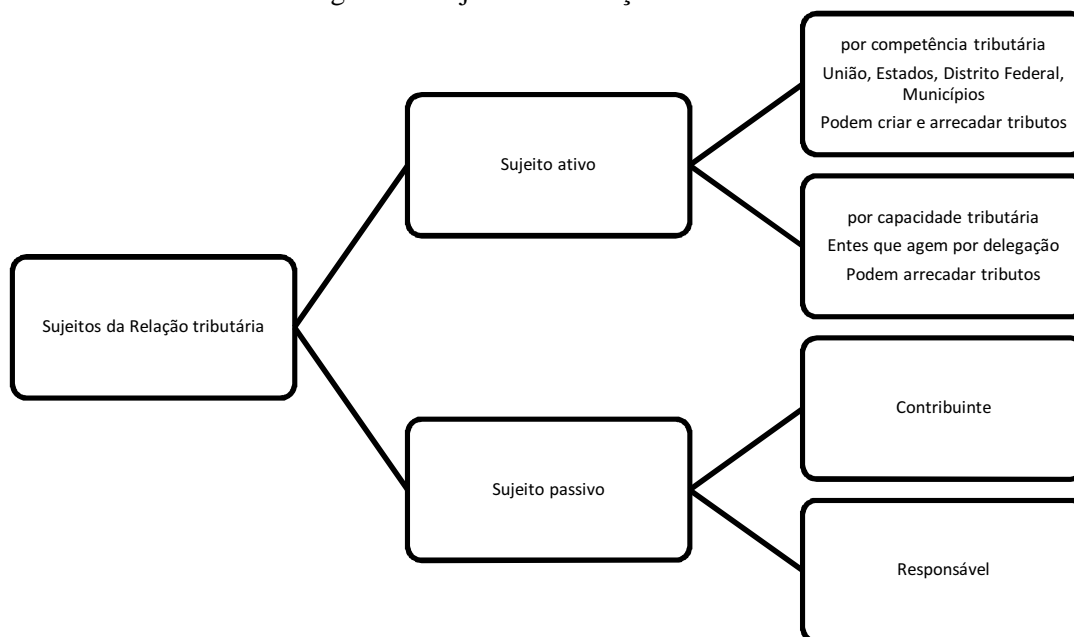 por competência tributária
União, Estados, Distrito Federal,
Municípios
Podem criar e arrecadar tributos
Sujeito ativo
por capacidade tributária
Entes que agem por delegação
Podem arrecadar tributos
Sujeitos da Relação tributária
Contribuinte
Sujeito passivo
Responsável